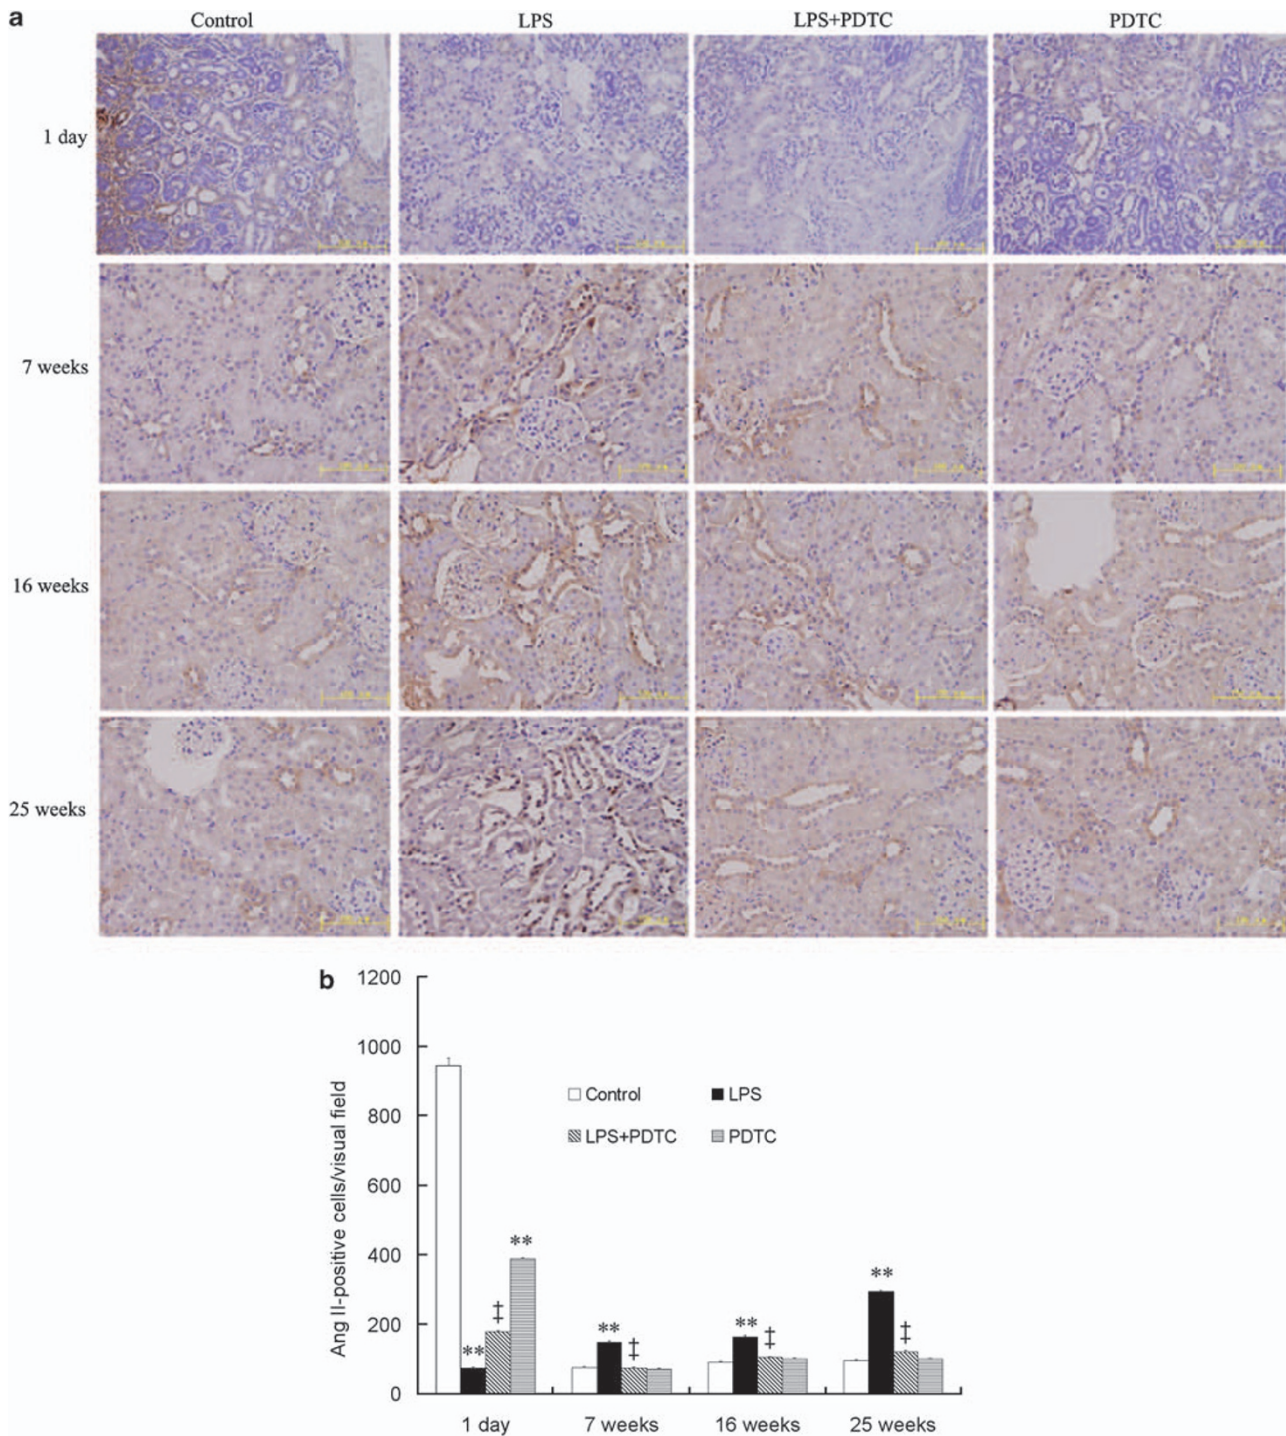 a
Control LPS LPS+PDTC PDTC
1 day
7 weeks
16 weeks
25 weeks
b
1200
1000
800
600
400
200
0
Ang II-positive cells/visual field
Control LPS
LPS+PDTC PDTC
** ‡ **
** ‡
** ‡
** ‡
1 day 7 weeks 16 weeks 25 weeks